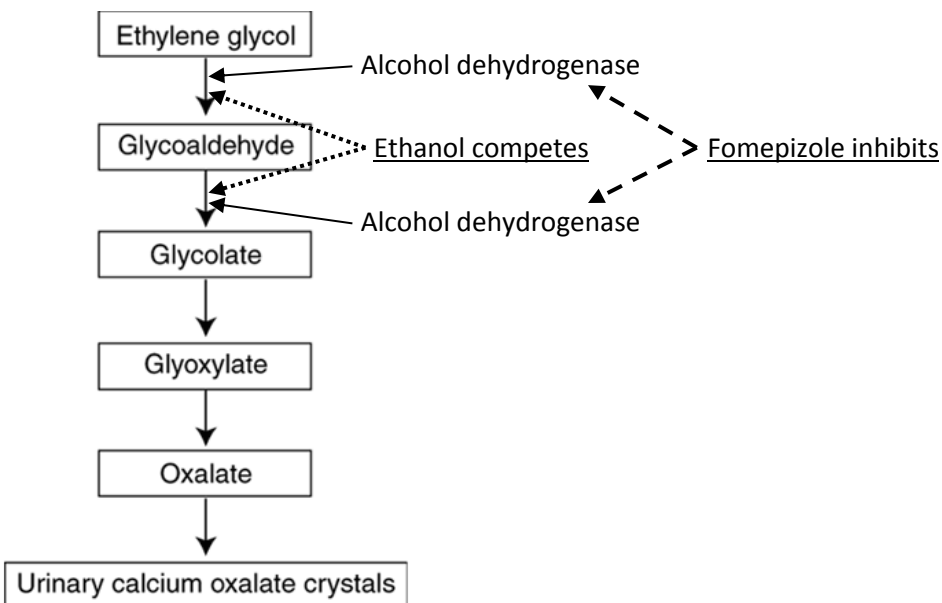 Ethylene glycol
Alcohol dehydrogenase
Glycoaldehyde
Ethanol competes
Fomepizole inhibits
Alcohol dehydrogenase
Glycolate
Glyoxylate
Oxalate
Urinary calcium oxalate crystals